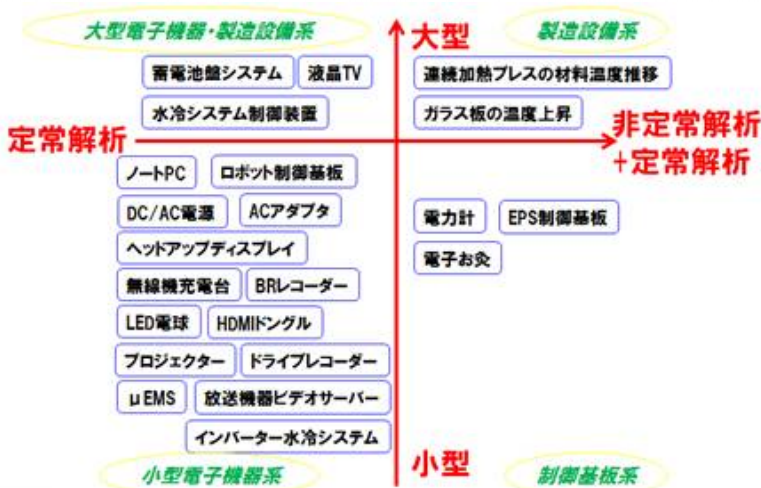 大型電子機器・製造設備系
大型
製造設備系
蓄電池盤システム
液晶TV
連続加熱プレスの材料温度推移
水冷システム制御装置
ガラス板の温度上昇
定常解析
非定常解析
+定常解析
ノートPC
ロボット制御基板
DC/AC電源
ACアダプタ
電力計
EPS制御基板
ヘッドアップディスプレイ
電子お灸
無線機充電台
BRレコーダー
LED電球
HDMIドングル
プロジェクター
ドライブレコーダー
μEMS
放送機器ビデオサーバー
インバーター水冷システム
小型電子機器系
小型
制御基板系